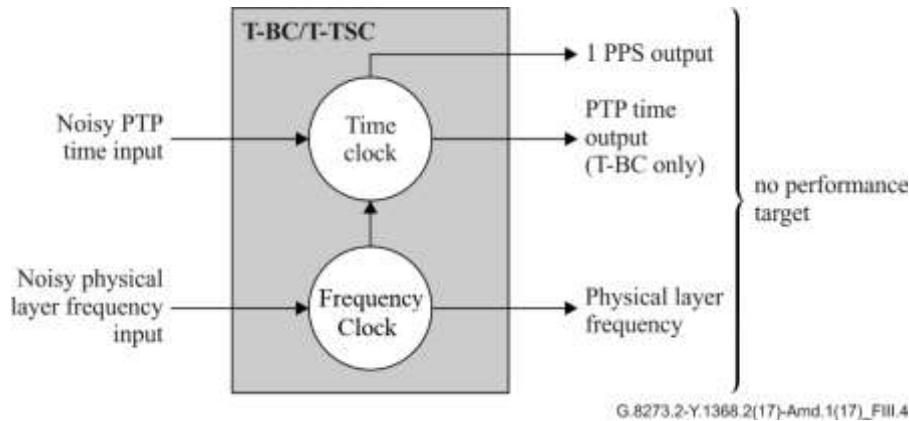 T-BC/T-TSC
1 PPS output
Noisy PTP
time input
Time
clock
PTP time
output
(T-BC only)
no performance
target
Noisy physical
layer frequency
input
Frequency
Clock
Physical layer
frequency
G.8273.2-Y.1368.2(17)-Amd.1(17)_FIII.4